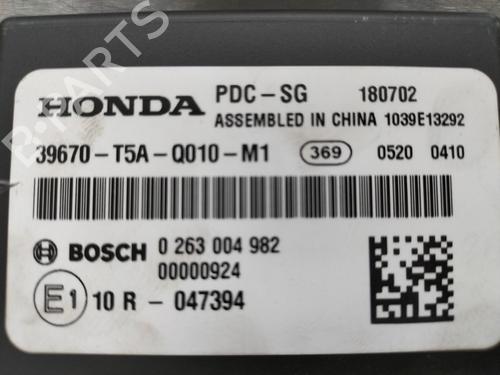 HONDA PDC-SG 180702
ASSEMBLED IN CHINA 1039E13292
39670-T5A-Q010-M1 369 0520 0410
BOSCH 0 263 004 982
00000924
E1 10 R - 047394
B-PARTS